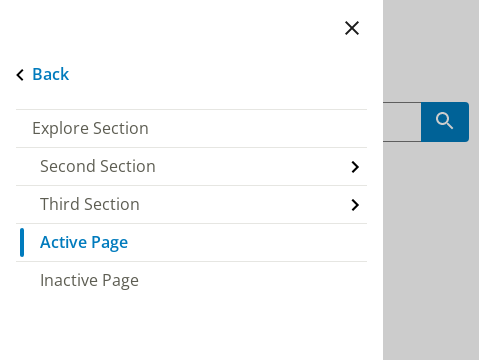 Back
Explore Section
Second Section
Third Section
Active Page
Inactive Page